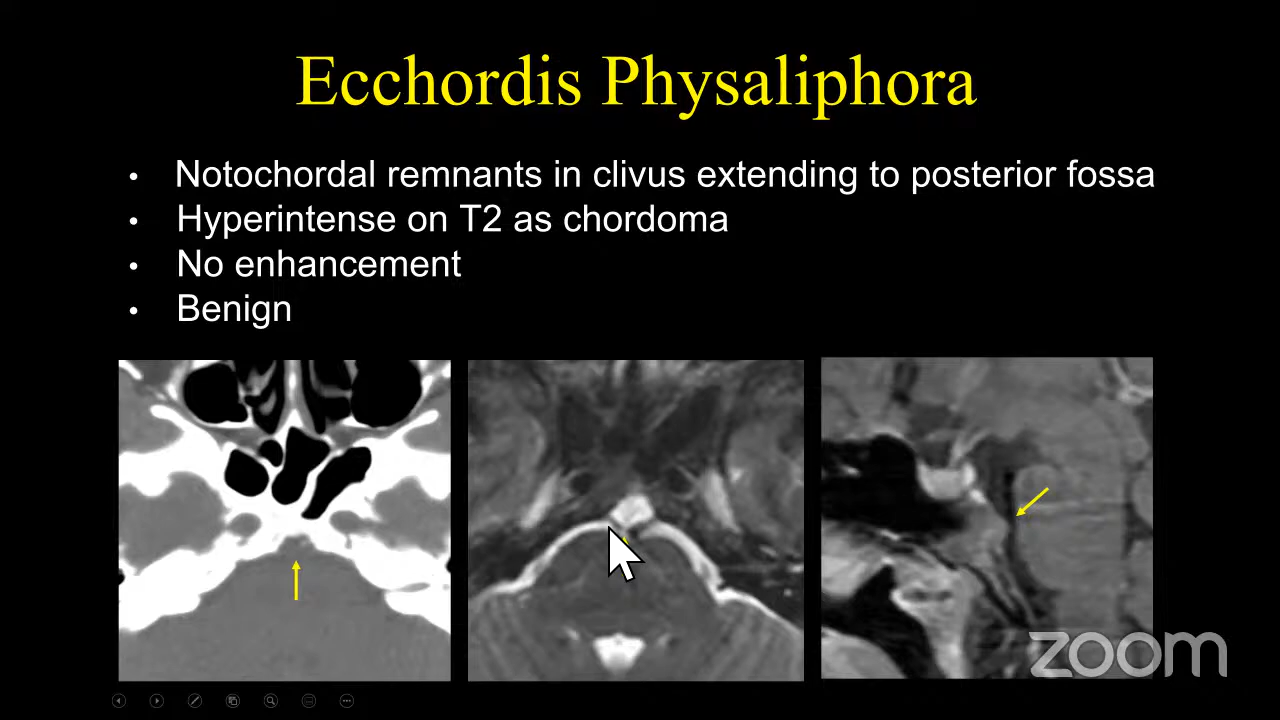 Ecchordis Physaliphora
• Notochordal remnants in clivus extending to posterior fossa
• Hyperintense on T2 as chordoma
• No enhancement
• Benign
zoom